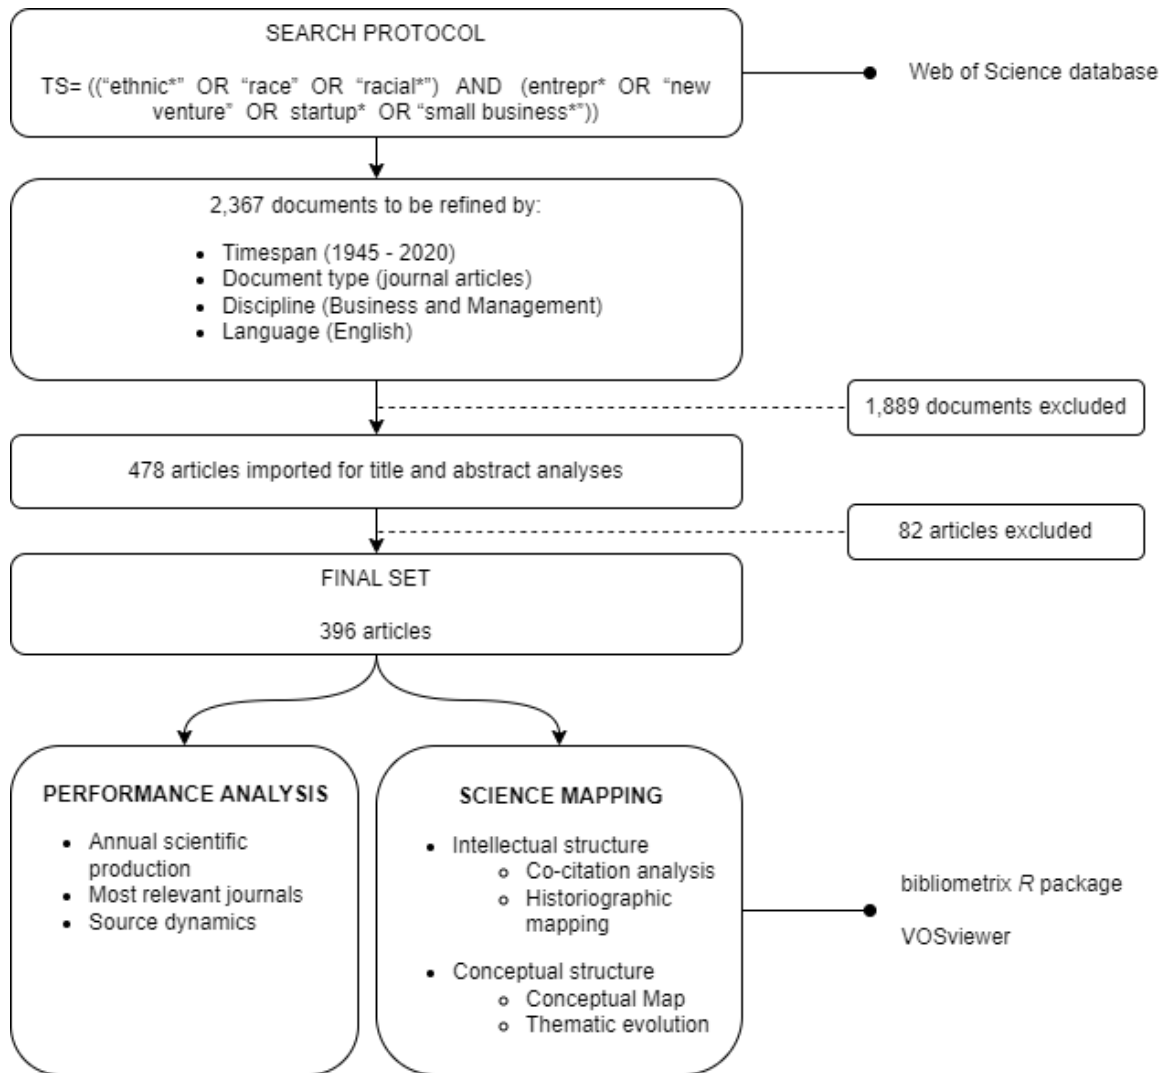 SEARCH PROTOCOL
TS= ((“ethnic*” OR “race” OR “racial*”) AND (entrepr* OR “new
venture” OR startup* OR “small business*”))
Web of Science database
2,367 documents to be refined by:
• Timespan (1945 - 2020)
• Document type (journal articles)
• Discipline (Business and Management)
• Language (English)
1,889 documents excluded
478 articles imported for title and abstract analyses
82 articles excluded
FINAL SET
396 articles
PERFORMANCE ANALYSIS
• Annual scientific
production
• Most relevant journals
• Source dynamics
SCIENCE MAPPING
• Intellectual structure
○ Co-citation analysis
○ Historiographic
mapping
• Conceptual structure
○ Conceptual Map
○ Thematic evolution
bibliometrix R package
VOSviewer